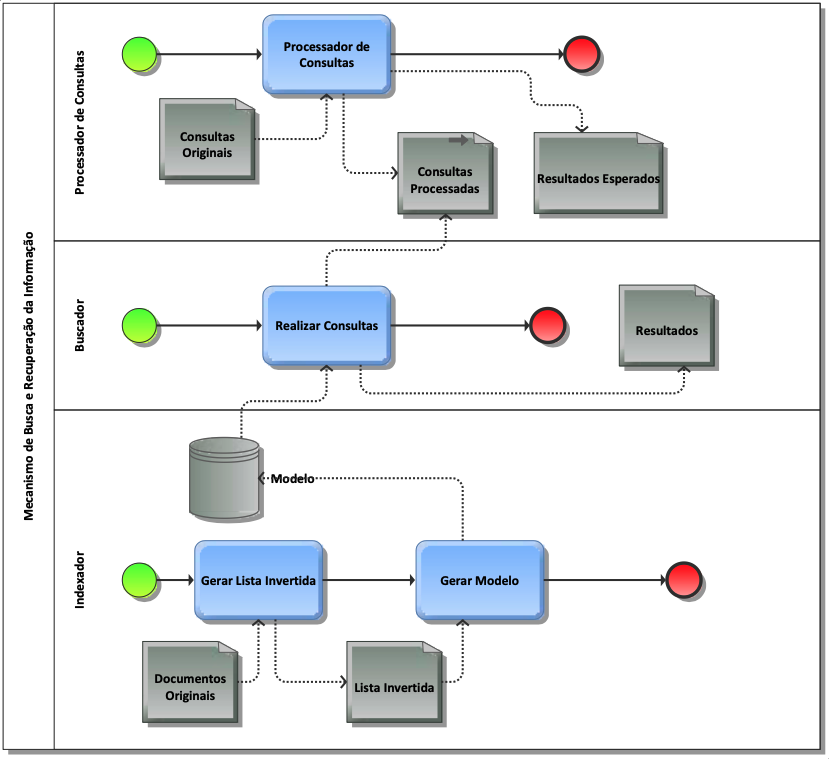 Mecanismo de Busca e Recuperação da Informação
Processador de Consultas
Processador de
Consultas
Consultas
Originais
Consultas
Processadas
Resultados Esperados
Buscador
Realizar Consultas
Resultados
Indexador
Modelo
Gerar Lista Invertida
Gerar Modelo
Documentos
Originais
Lista Invertida